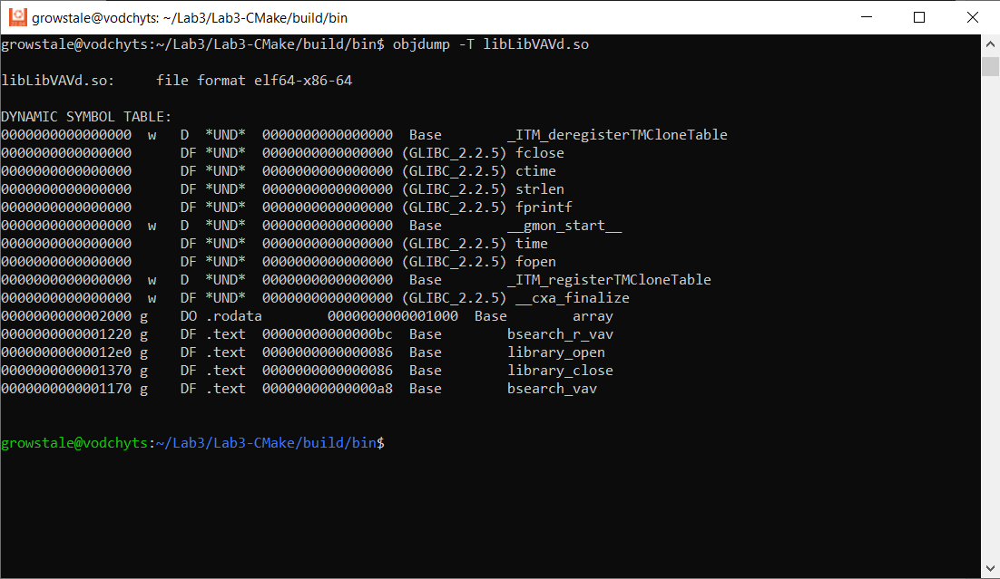 growstale@vodchyts: ~/Lab3/Lab3-CMake/build/bin
growstale@vodchyts:~/Lab3/Lab3-CMake/build/bin$ objdump -T libLibVAVd.so
libLibVAVd.so:     file format elf64-x86-64
DYNAMIC SYMBOL TABLE:
0000000000000000  w   D  *UND*  0000000000000000  Base        _ITM_deregisterTMCloneTable
0000000000000000      DF *UND*  0000000000000000 (GLIBC_2.2.5) fclose
0000000000000000      DF *UND*  0000000000000000 (GLIBC_2.2.5) ctime
0000000000000000      DF *UND*  0000000000000000 (GLIBC_2.2.5) strlen
0000000000000000      DF *UND*  0000000000000000 (GLIBC_2.2.5) fprintf
0000000000000000  w   D  *UND*  0000000000000000  Base        __gmon_start__
0000000000000000      DF *UND*  0000000000000000 (GLIBC_2.2.5) time
0000000000000000      DF *UND*  0000000000000000 (GLIBC_2.2.5) fopen
0000000000000000  w   D  *UND*  0000000000000000  Base        _ITM_registerTMCloneTable
0000000000000000  w   DF *UND*  0000000000000000 (GLIBC_2.2.5) __cxa_finalize
0000000000002000 g    DO .rodata        0000000000001000  Base        array
0000000000001220 g    DF .text  00000000000000bc  Base        bsearch_r_vav
00000000000012e0 g    DF .text  0000000000000086  Base        library_open
0000000000001370 g    DF .text  0000000000000086  Base        library_close
0000000000001170 g    DF .text  00000000000000a8  Base        bsearch_vav
growstale@vodchyts:~/Lab3/Lab3-CMake/build/bin$